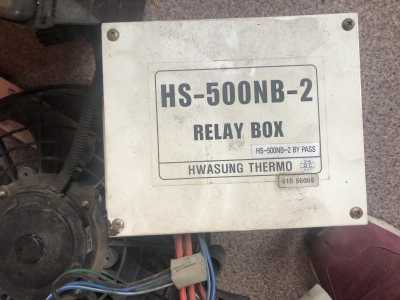 HS-500NB-2
RELAY BOX
HS-500NB-2 BY PASS
HWASUNG THERMO